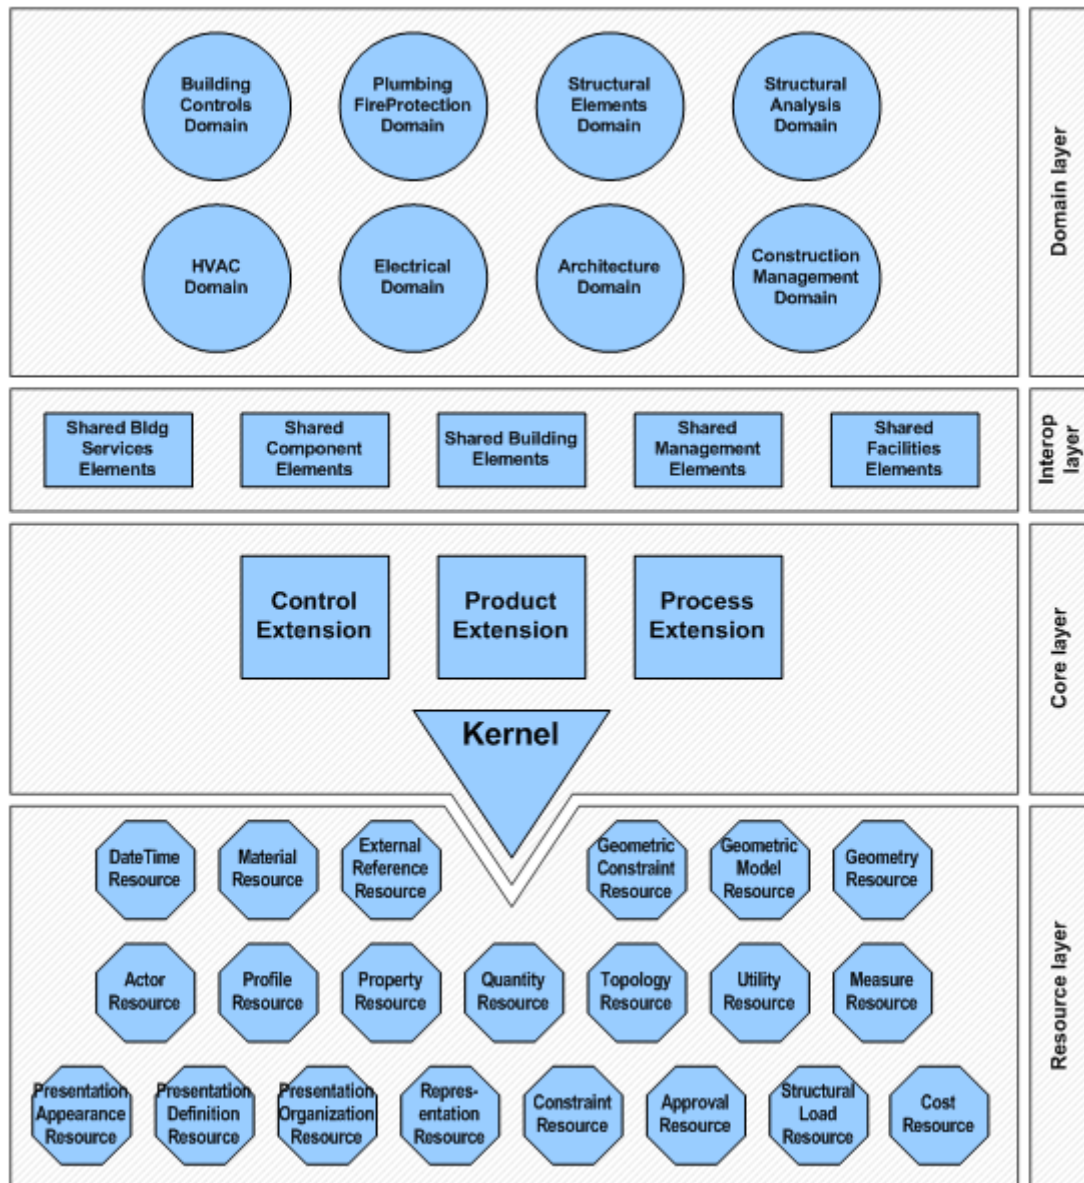 Building
Controls
Domain
Plumbing
FireProtection
Domain
Structural
Elements
Domain
Structural
Analysis
Domain
HVAC
Domain
Electrical
Domain
Architecture
Domain
Construction
Management
Domain
Domain layer
Shared Bldg
Services
Elements
Shared
Component
Elements
Shared Building
Elements
Shared
Management
Elements
Shared
Facilities
Elements
Interop
layer
Control
Extension
Product
Extension
Process
Extension
Kernel
Core layer
DateTime
Resource
Material
Resource
External
Reference
Resource
Geometric
Constraint
Resource
Geometric
Model
Resource
Geometry
Resource
Actor
Resource
Profile
Resource
Property
Resource
Quantity
Resource
Topology
Resource
Utility
Resource
Measure
Resource
Presentation
Appearance
Resource
Presentation
Definition
Resource
Presentation
Organization
Resource
Repres-
entation
Resource
Constraint
Resource
Approval
Resource
Structural
Load
Resource
Cost
Resource
Resource layer